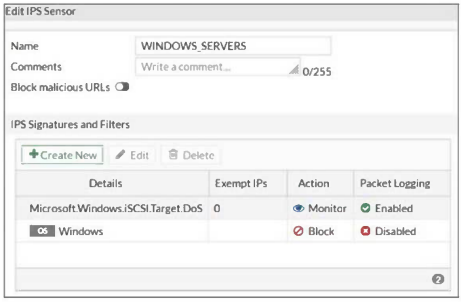 Edit IPS Sensor
Name WINDOWS_SERVERS
Comments Write a comment... 0/255
Block malicious URLs
IPS Signatures and Filters
+Create New Edit Delete
Details Exempt IPs Action Packet Logging
Microsoft.Windows.iSCSI.Target.DoS 0 Monitor Enabled
OS Windows Block Disabled
?